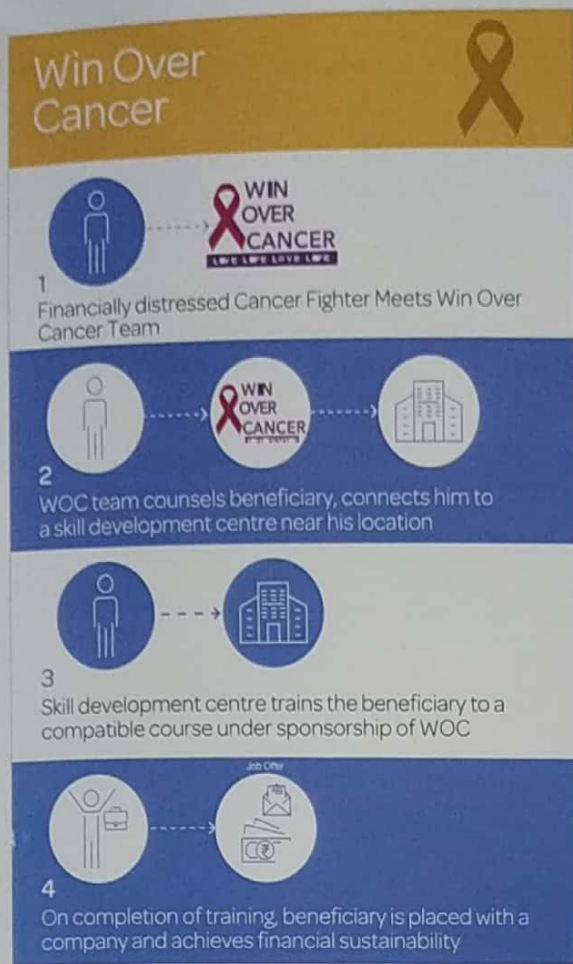 Win Over
Cancer
WIN
OVER
CANCER
1
Financially distressed Cancer Fighter Meets Win Over
Cancer Team
WIN
OVER
CANCER
2
WOC team counsels beneficiary, connects him to
a skill development centre near his location
3
Skill development centre trains the beneficiary to a
compatible course under sponsorship of WOC
Job Offer
₹
4
On completion of training, beneficiary is placed with a
company and achieves financial sustainability